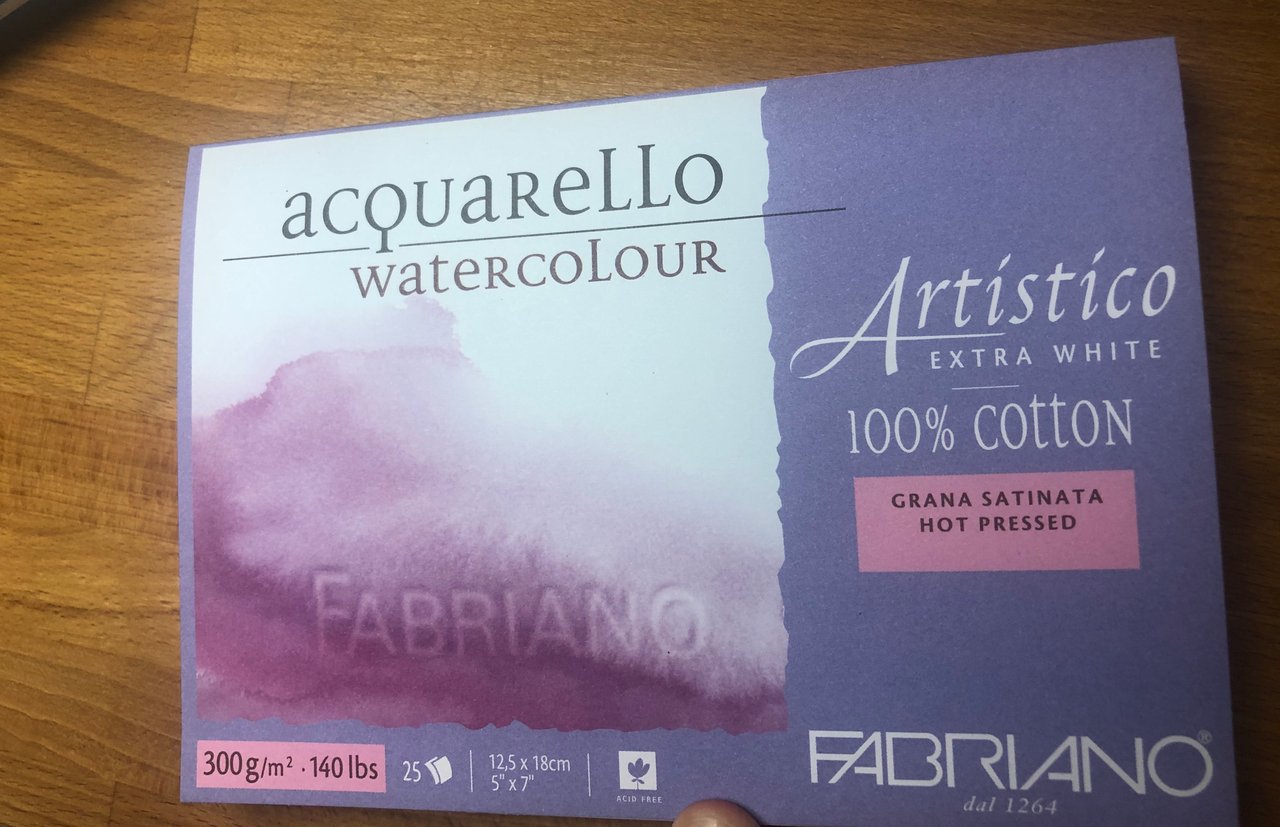 acquarello
watercolour
Artistico
EXTRA WHITE
100% cotton
GRANA SATINATA
HOT PRESSED
FABRIANO
300g/m² · 140 lbs
25
12,5 x 18cm
5" x 7"
ACID FREE
FABRIANO®
dal 1264